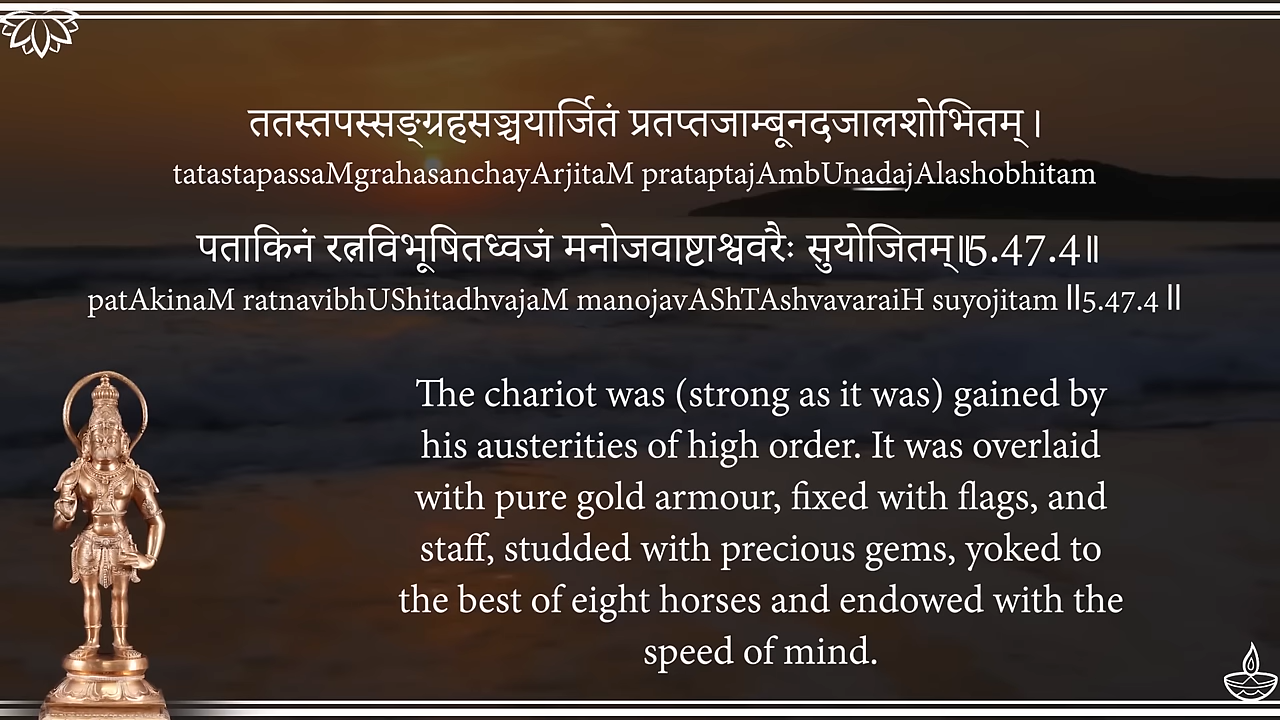 ततस्तपस्सङ्ग्रहसञ्चयार्जितं प्रतप्तजाम्बूनदजालशोभितम् ।
tatastapassaMgrahasanchayArjitaM prataptajAmbUnadajAlashobhitam
पताकिनं रत्नविभूषितध्वजं मनोजवाष्टाश्ववरैः सुयोजितम्॥5.47.4॥
patAkinaM ratnavibhUShitadhvajaM manojavAShTAshvavaraiH suyojitam ॥5.47.4॥
The chariot was (strong as it was) gained by
his austerities of high order. It was overlaid
with pure gold armour, fixed with flags, and
staff, studded with precious gems, yoked to
the best of eight horses and endowed with the
speed of mind.